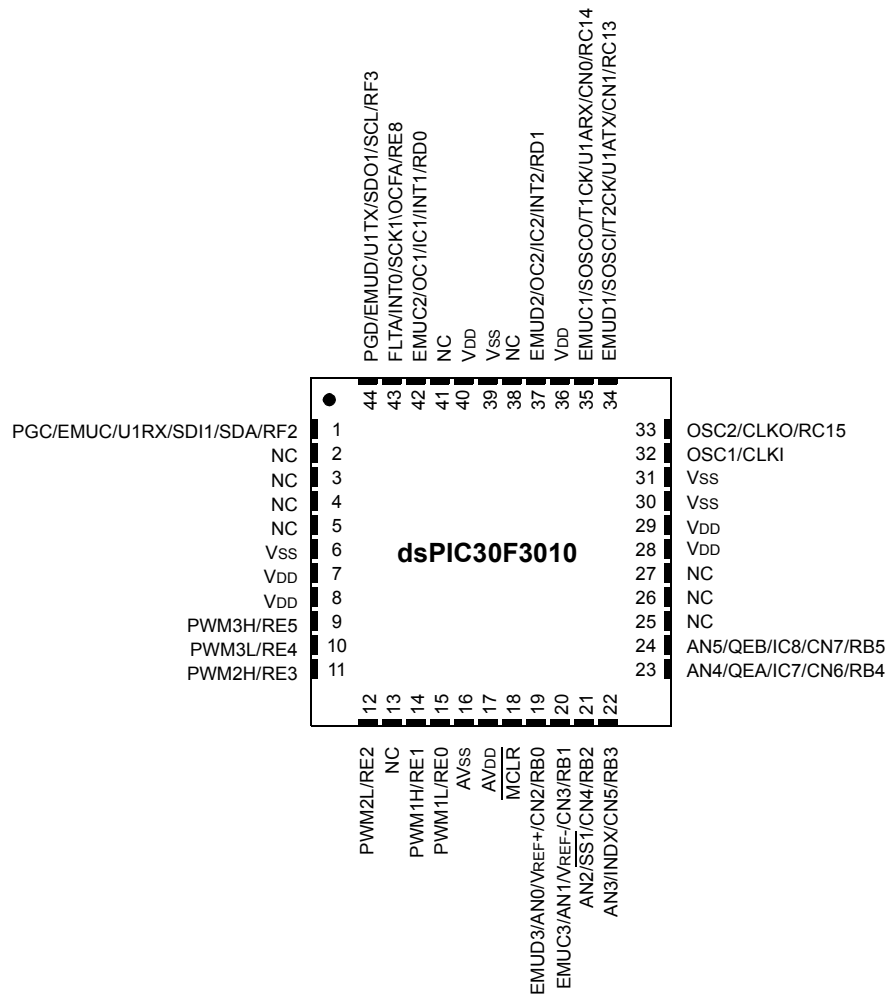 PGD/EMUD/U1TX/SDO1/SCL/RF3
FLTA/INT0/SCK1\OCFA/RE8
EMUC2/OC1/IC1/INT1/RD0
NC
VDD
VSS
NC
EMUD2/OC2/IC2/INT2/RD1
VDD
EMUC1/SOSCO/T1CK/U1ARX/CN0/RC14
EMUD1/SOSCI/T2CK/U1ATX/CN1/RC13
44
43
42
41
40
39
38
37
36
35
34
PGC/EMUC/U1RX/SDI1/SDA/RF2 1
NC 2
NC 3
NC 4
NC 5
VSS 6
VDD 7
VDD 8
PWM3H/RE5 9
PWM3L/RE4 10
PWM2H/RE3 11
dsPIC30F3010
33 OSC2/CLKO/RC15
32 OSC1/CLKI
31 VSS
30 VSS
29 VDD
28 VDD
27 NC
26 NC
25 NC
24 AN5/QEB/IC8/CN7/RB5
23 AN4/QEA/IC7/CN6/RB4
12
13
14
15
16
17
18
19
20
21
22
PWM2L/RE2
NC
PWM1H/RE1
PWM1L/RE0
AVSS
AVDD
MCLR
EMUD3/AN0/VREF+/CN2/RB0
EMUC3/AN1/VREF-/CN3/RB1
AN2/SS1/CN4/RB2
AN3/INDX/CN5/RB3